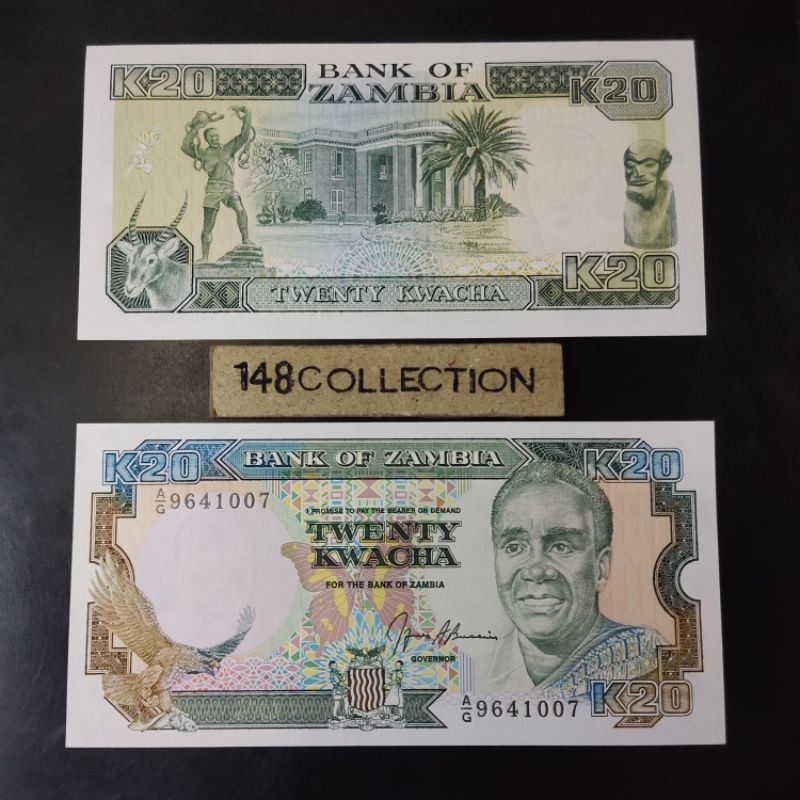 K20 BANK OF ZAMBIA K20
K20
TWENTY KWACHA
148COLLECTION
K20 BANK OF ZAMBIA K20
A/G 9641007
I PROMISE TO PAY THE BEARER ON DEMAND
TWENTY
KWACHA
FOR THE BANK OF ZAMBIA
GOVERNOR
A/G 9641007 K20